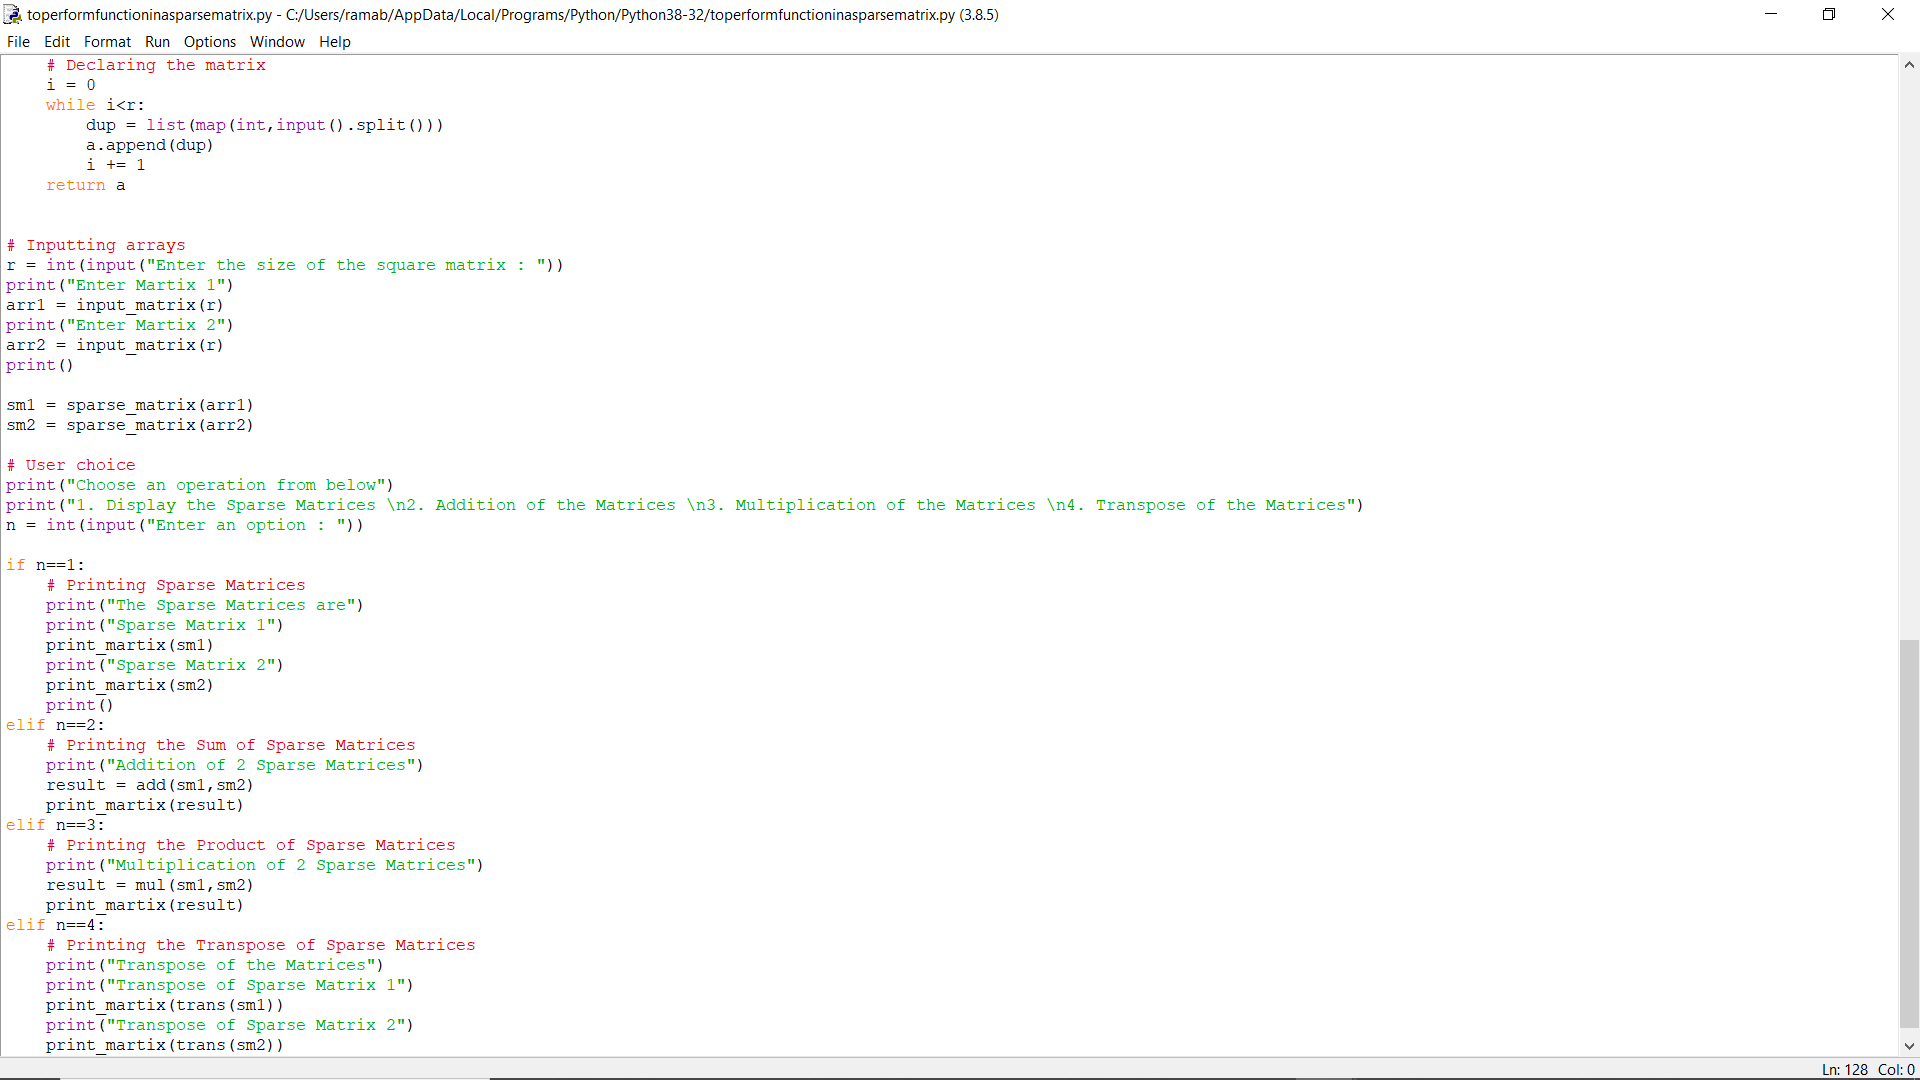 toperformfunctioninasparsematrix.py - C:/Users/ramab/AppData/Local/Programs/Python/Python38-32/toperformfunctioninasparsematrix.py (3.8.5)
File Edit Format Run Options Window Help
    # Declaring the matrix
    i = 0
    while i<r:
        dup = list(map(int,input().split()))
        a.append(dup)
        i += 1
    return a
# Inputting arrays
r = int(input("Enter the size of the square matrix : "))
print("Enter Martix 1")
arr1 = input_matrix(r)
print("Enter Martix 2")
arr2 = input_matrix(r)
print()
sm1 = sparse_matrix(arr1)
sm2 = sparse_matrix(arr2)
# User choice
print("Choose an operation from below")
print("1. Display the Sparse Matrices \n2. Addition of the Matrices \n3. Multiplication of the Matrices \n4. Transpose of the Matrices")
n = int(input("Enter an option : "))
if n==1:
    # Printing Sparse Matrices
    print("The Sparse Matrices are")
    print("Sparse Matrix 1")
    print_martix(sm1)
    print("Sparse Matrix 2")
    print_martix(sm2)
    print()
elif n==2:
    # Printing the Sum of Sparse Matrices
    print("Addition of 2 Sparse Matrices")
    result = add(sm1,sm2)
    print_martix(result)
elif n==3:
    # Printing the Product of Sparse Matrices
    print("Multiplication of 2 Sparse Matrices")
    result = mul(sm1,sm2)
    print_martix(result)
elif n==4:
    # Printing the Transpose of Sparse Matrices
    print("Transpose of the Matrices")
    print("Transpose of Sparse Matrix 1")
    print_martix(trans(sm1))
    print("Transpose of Sparse Matrix 2")
    print_martix(trans(sm2))
Ln: 128 Col: 0